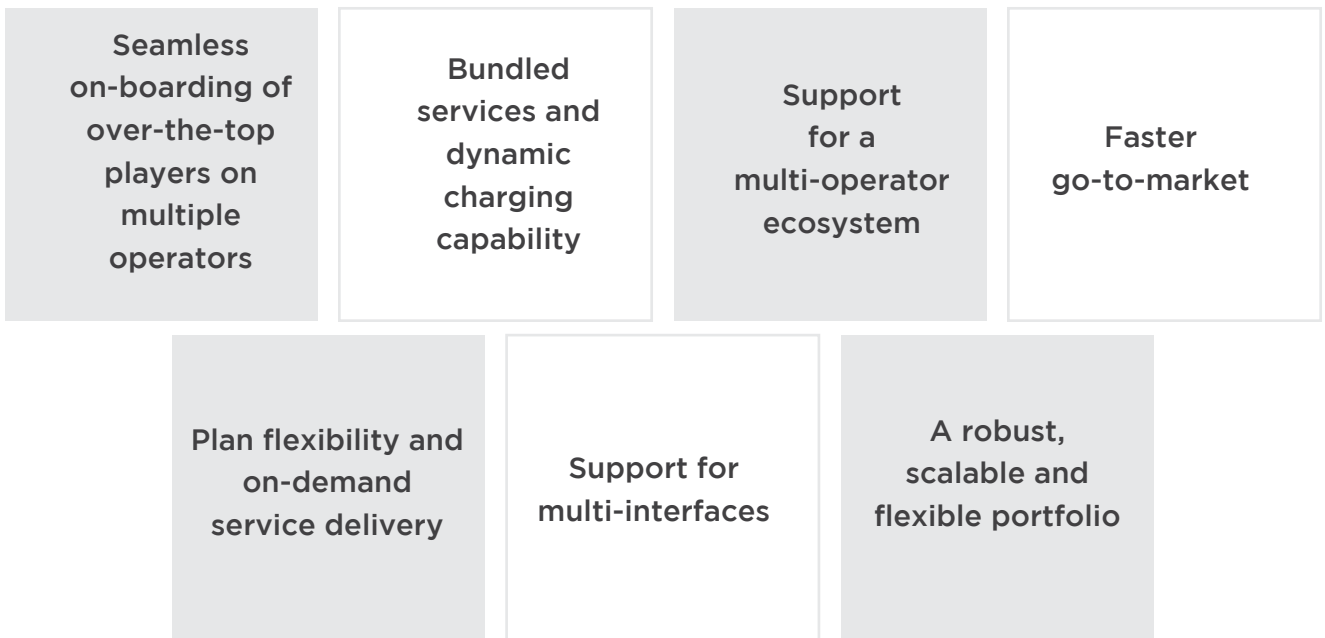 Seamless
on-boarding of
over-the-top
players on
multiple
operators
Bundled
services and
dynamic
charging
capability
Support
for a
multi-operator
ecosystem
Faster
go-to-market
Plan flexibility and
on-demand
service delivery
Support for
multi-interfaces
A robust,
scalable and
flexible portfolio